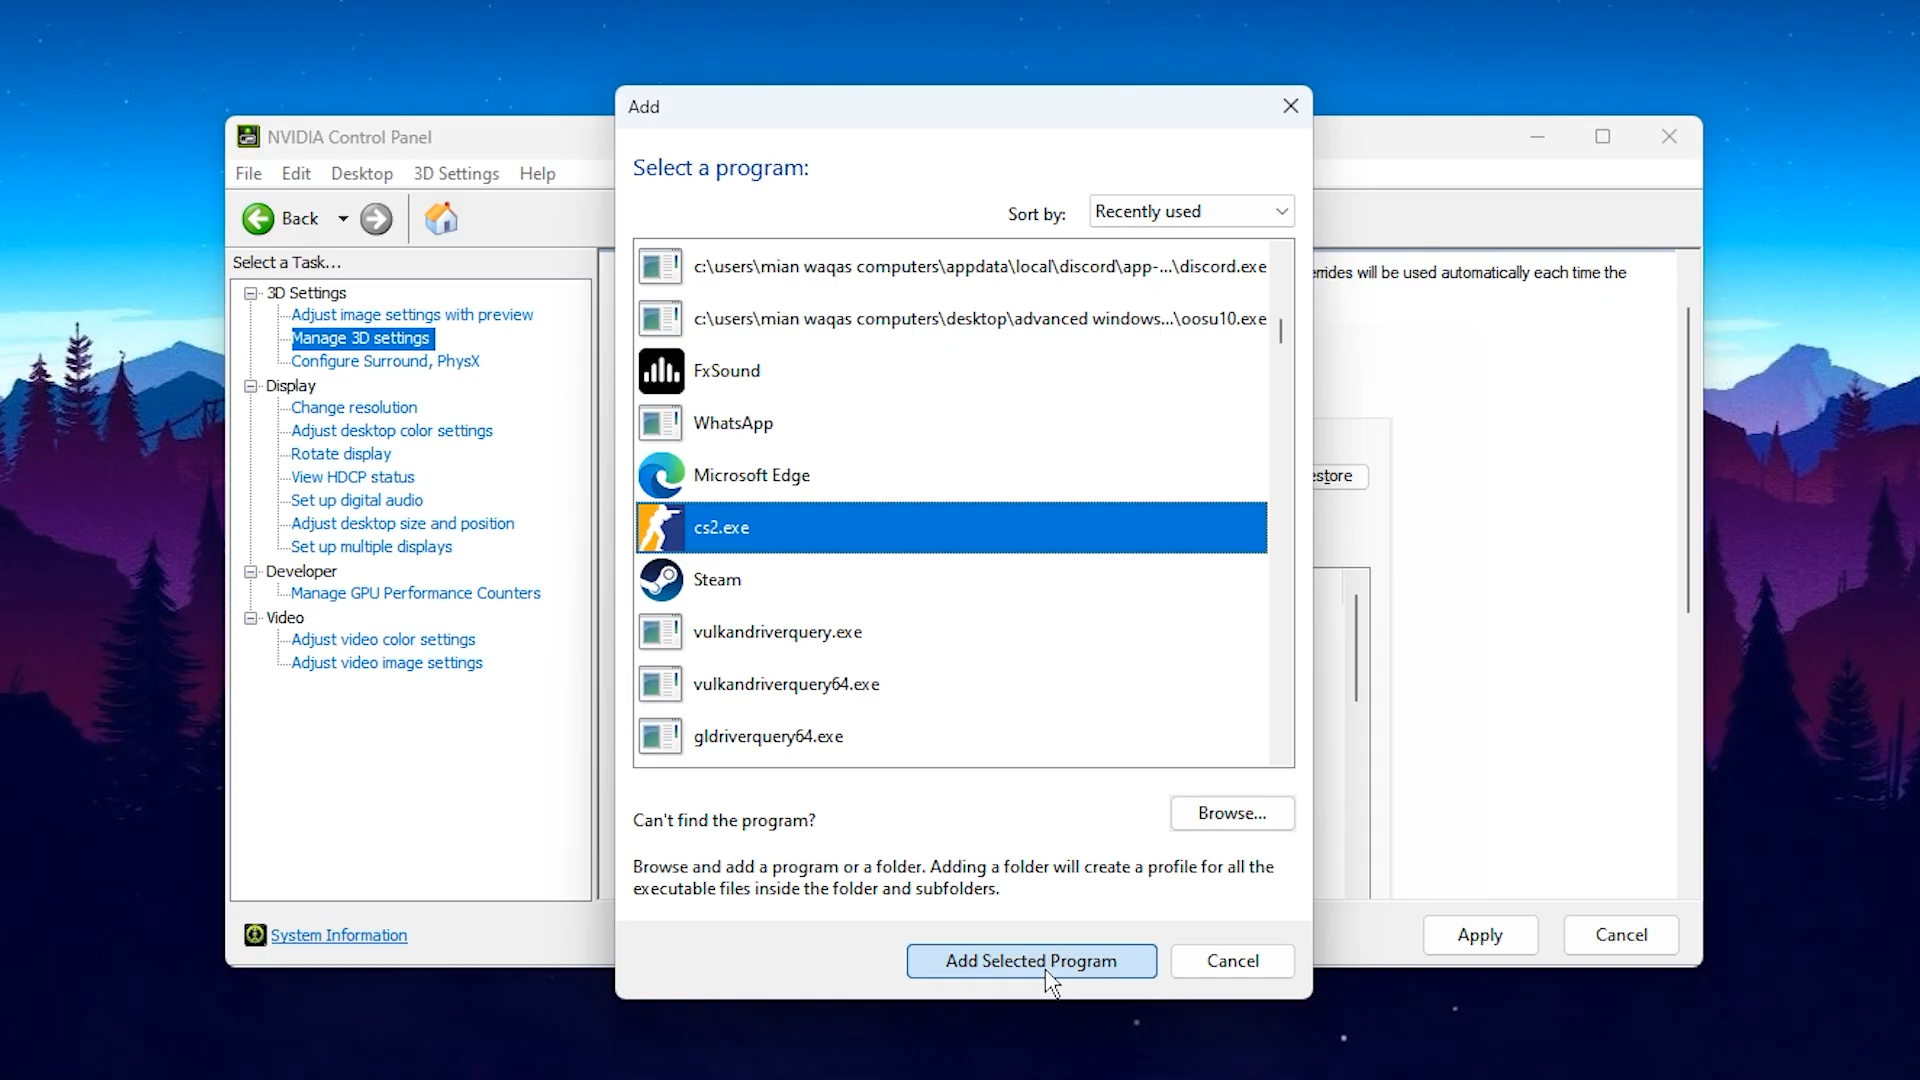 Add
NVIDIA Control Panel
File Edit Desktop 3D Settings Help
Select a program:
Back
Sort by: Recently used
Select a Task...
3D Settings
Adjust image settings with preview
Manage 3D settings
Configure Surround, PhysX
Display
Change resolution
Adjust desktop color settings
Rotate display
View HDCP status
Set up digital audio
Adjust desktop size and position
Set up multiple displays
Developer
Manage GPU Performance Counters
Video
Adjust video color settings
Adjust video image settings
System Information
c:\users\mian waqas computers\appdata\local\discord\app-...\discord.exe
c:\users\mian waqas computers\desktop\advanced windows...\oosu10.exe
FxSound
WhatsApp
Microsoft Edge
cs2.exe
Steam
vulkandriverquery.exe
vulkandriverquery64.exe
gldriverquery64.exe
Can't find the program?
Browse...
Browse and add a program or a folder. Adding a folder will create a profile for all the
executable files inside the folder and subfolders.
Add Selected Program Cancel
will be used automatically each time the
Apply Cancel